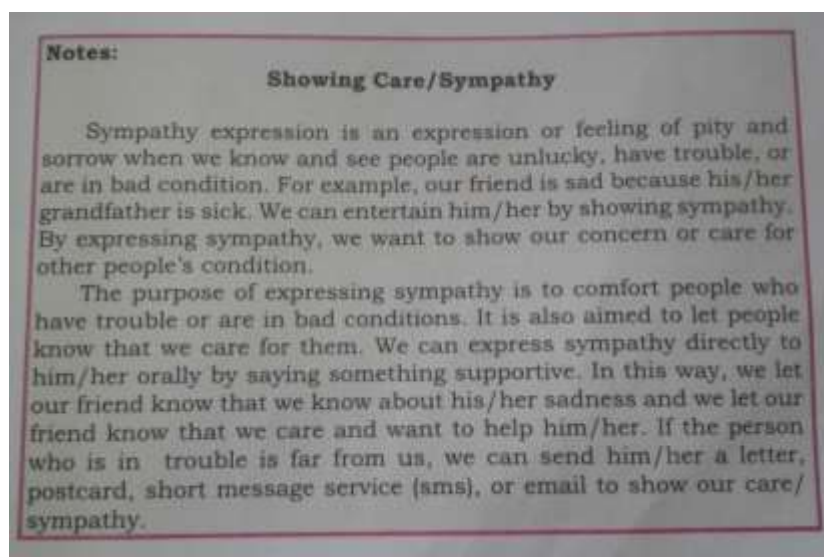 Notes:
Showing Care/Sympathy
Sympathy expression is an expression or feeling of pity and
sorrow when we know and see people are unlucky, have trouble, or
are in bad condition. For example, our friend is sad because his/her
grandfather is sick. We can entertain him/her by showing sympathy.
By expressing sympathy, we want to show our concern or care for
other people's condition.
The purpose of expressing sympathy is to comfort people who
have trouble or are in bad conditions. It is also aimed to let people
know that we care for them. We can express sympathy directly to
him/her orally by saying something supportive. In this way, we let
our friend know that we know about his/her sadness and we let our
friend know that we care and want to help him/her. If the person
who is in trouble is far from us, we can send him/her a letter,
postcard, short message service (sms), or email to show our care/
sympathy.